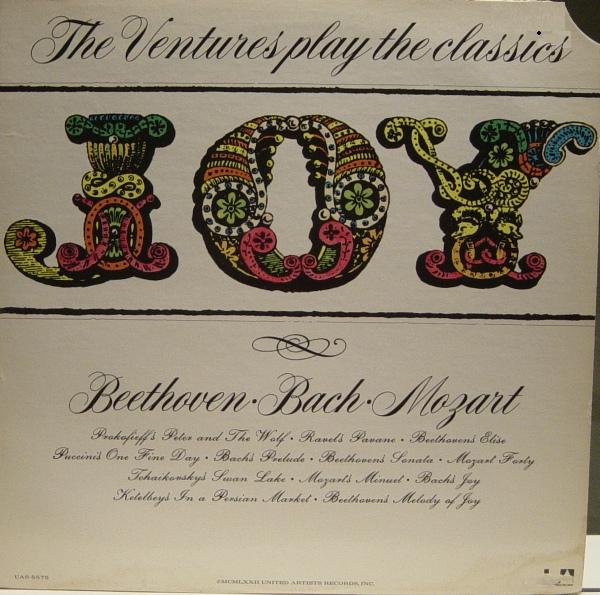 The Ventures play the classics
JOY
Beethoven · Bach · Mozart
Prokofieff's Peter and The Wolf · Ravel's Pavane · Beethoven's Elise
Puccini's One Fine Day · Bach's Prelude · Beethoven's Sonata · Mozart Forty
Tchaikovsky's Swan Lake · Mozart's Minuet · Bach's Joy
Ketelbey's In a Persian Market · Beethoven's Melody of Joy
UAS-5575
©MCMLXXII UNITED ARTISTS RECORDS, INC.